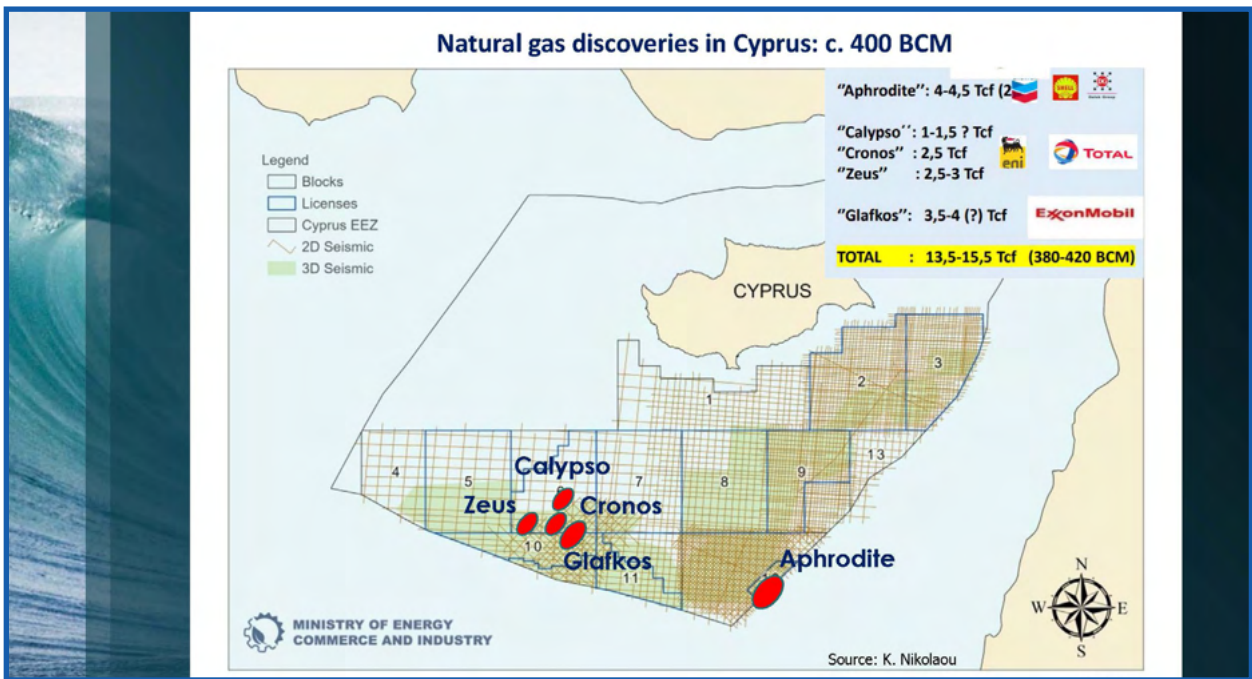 Natural gas discoveries in Cyprus: c. 400 BCM
"Aphrodite": 4-4,5 Tcf (2
"Calypso´´: 1-1,5 ? Tcf
"Cronos" : 2,5 Tcf
"Zeus" : 2,5-3 Tcf
eni
TOTAL
"Glafkos": 3,5-4 (?) Tcf
ExxonMobil
TOTAL : 13,5-15,5 Tcf (380-420 BCM)
Legend
Blocks
Licenses
Cyprus EEZ
2D Seismic
3D Seismic
CYPRUS
3
2
1
4
5
Calypso
7
8
9
13
Zeus
Cronos
10
Glafkos
11
Aphrodite
N
W
E
S
MINISTRY OF ENERGY
COMMERCE AND INDUSTRY
Source: K. Nikolaou